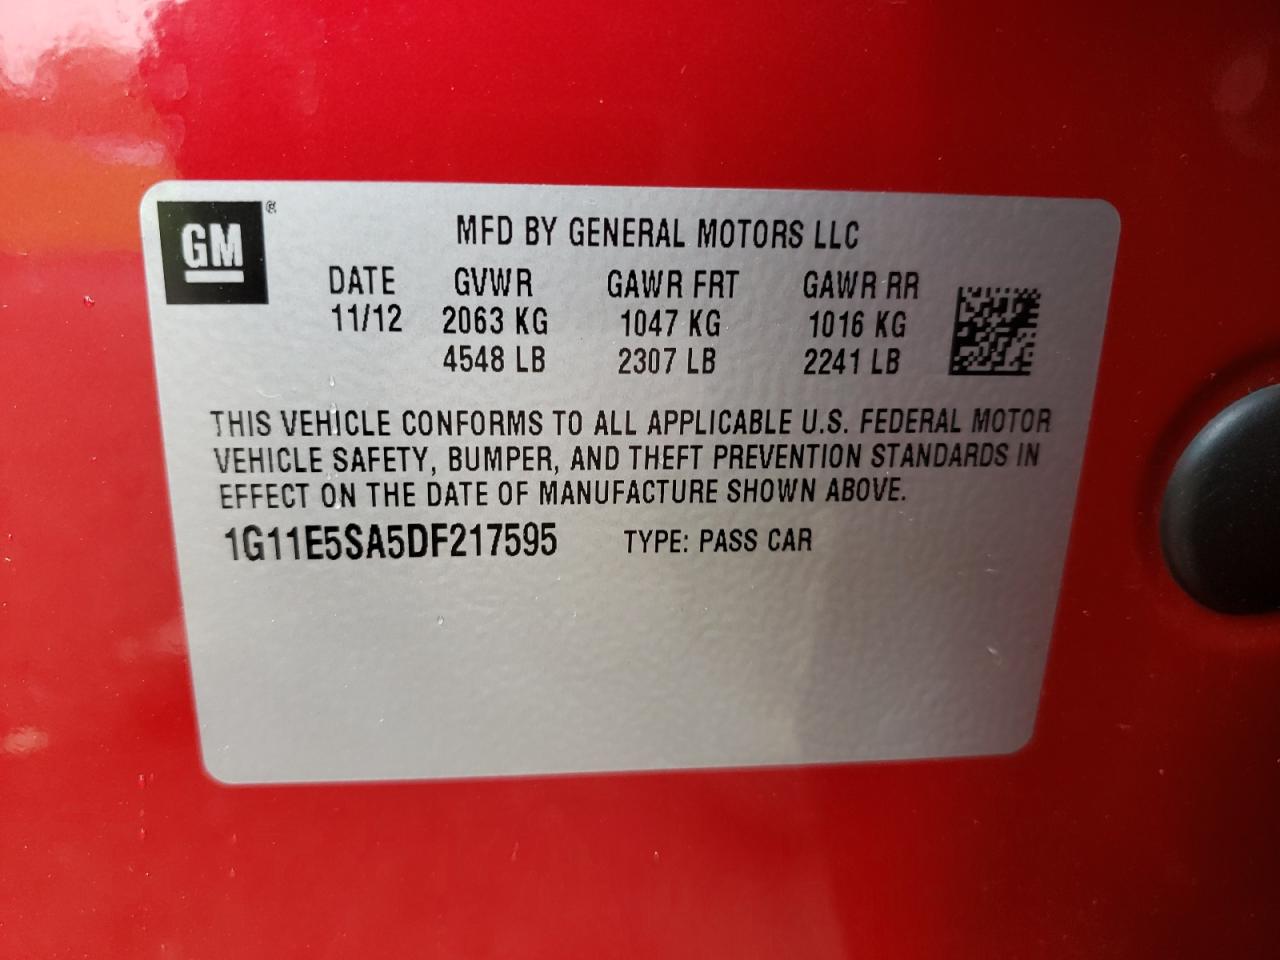 GM®
MFD BY GENERAL MOTORS LLC
DATE GVWR GAWR FRT GAWR RR
11/12 2063 KG 1047 KG 1016 KG
4548 LB 2307 LB 2241 LB
THIS VEHICLE CONFORMS TO ALL APPLICABLE U.S. FEDERAL MOTOR
VEHICLE SAFETY, BUMPER, AND THEFT PREVENTION STANDARDS IN
EFFECT ON THE DATE OF MANUFACTURE SHOWN ABOVE.
1G11E5SA5DF217595 TYPE: PASS CAR